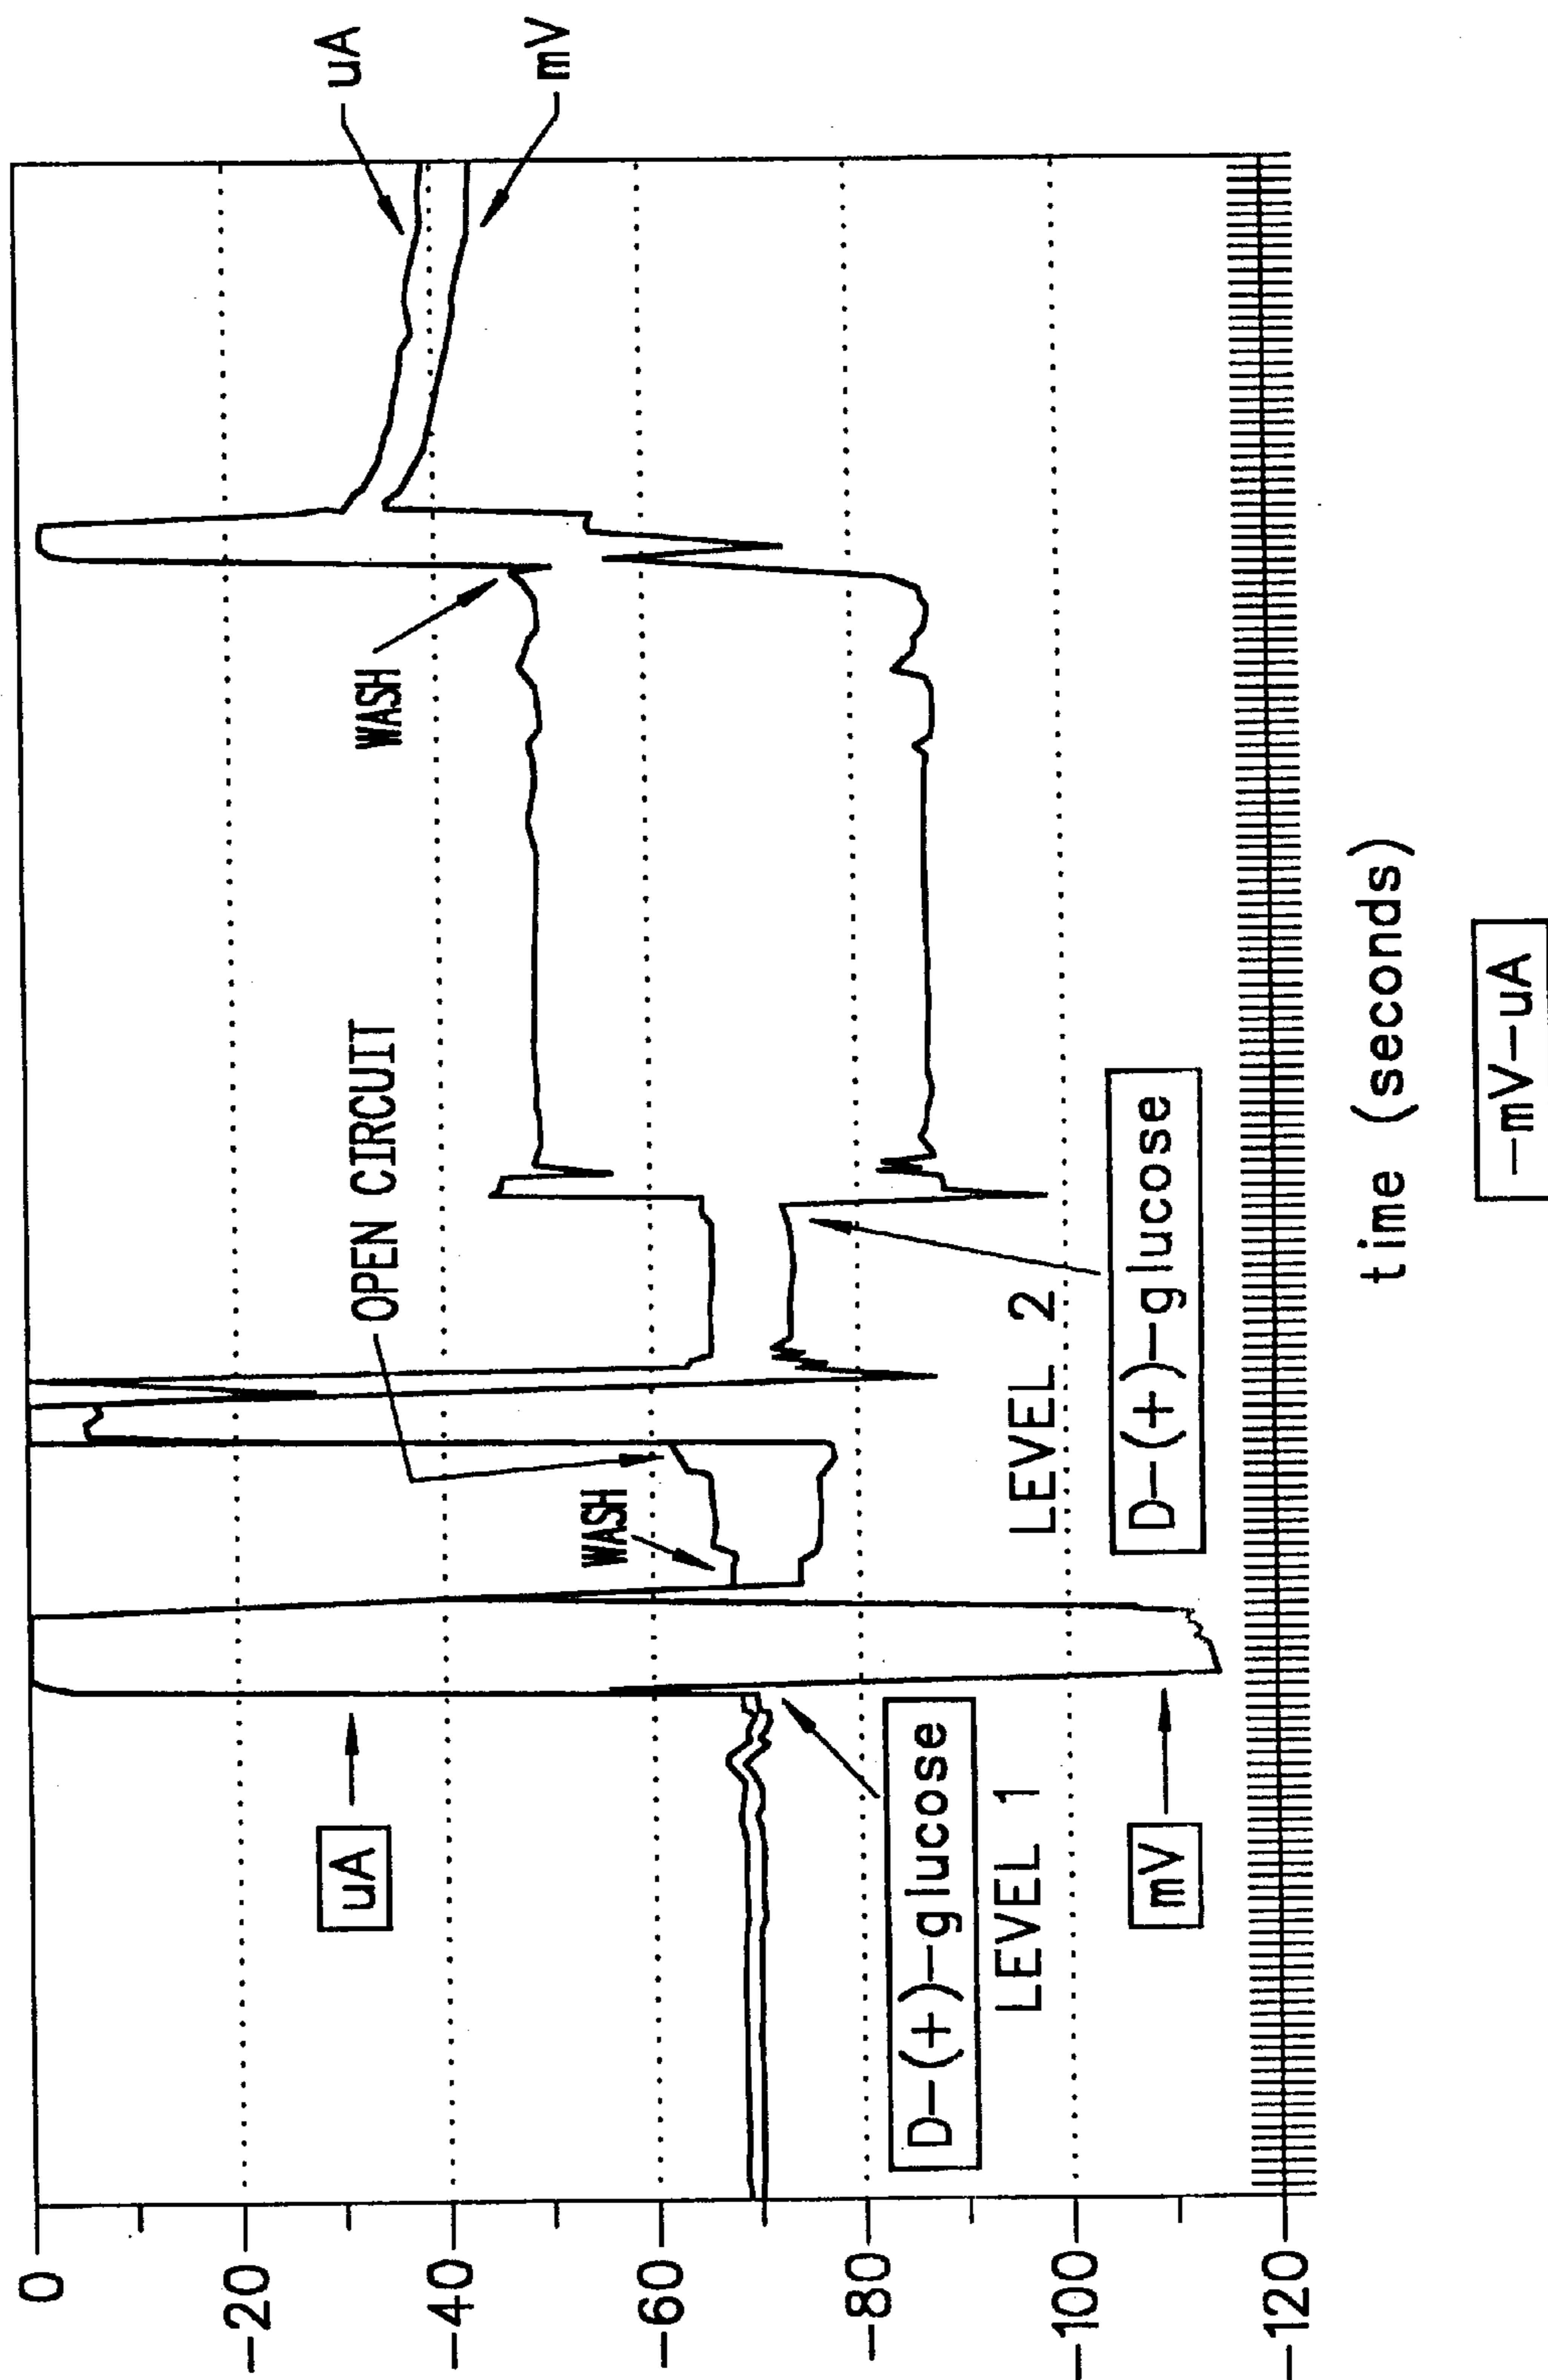 0
-20
-40
-60
-80
-100
-120
uA
mV
WASH
OPEN CIRCUIT
WASH
uA
D-(+)-glucose
LEVEL 1
mV
LEVEL 2
D-(+)-glucose
time (seconds)
-mV-uA